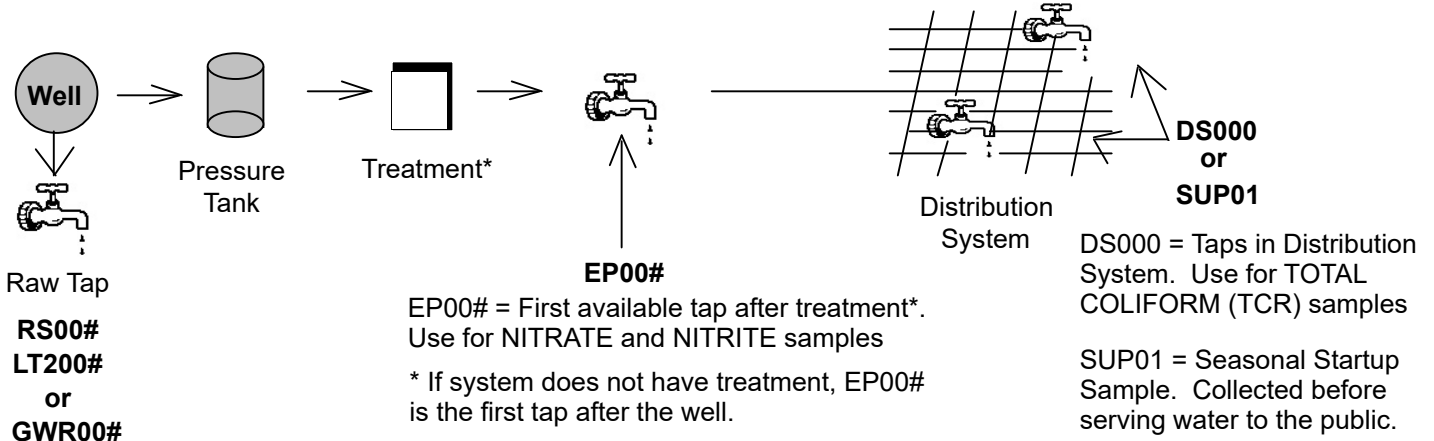 Well
Raw Tap
RS00#
LT200#
or
GWR00#
Pressure
Tank
Treatment*
EP00#
EP00# = First available tap after treatment*.
Use for NITRATE and NITRITE samples
* If system does not have treatment, EP00#
is the first tap after the well.
Distribution
System
DS000
or
SUP01
DS000 = Taps in Distribution
System. Use for TOTAL
COLIFORM (TCR) samples
SUP01 = Seasonal Startup
Sample. Collected before
serving water to the public.